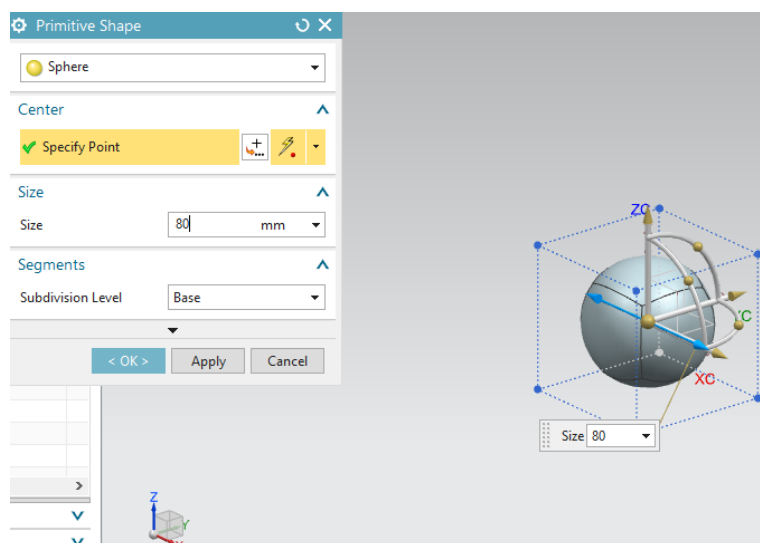 Primitive Shape
Sphere
Center
Specify Point
Size
Size 80 mm
Segments
Subdivision Level Base
< OK > Apply Cancel
ZC
YC
XC
Size 80
Z
Y
X